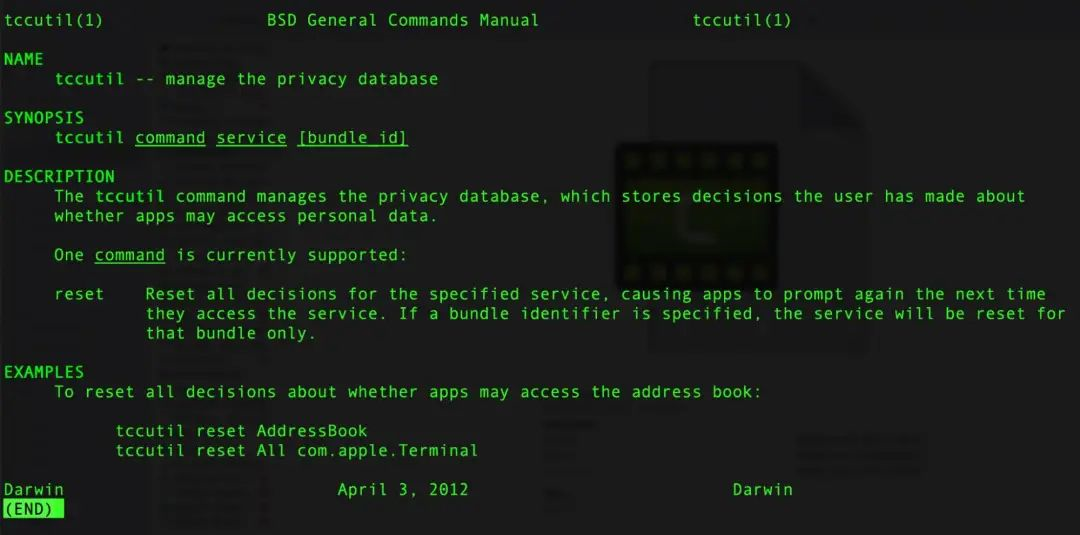 tccutil(1) BSD General Commands Manual tccutil(1)
NAME
tccutil -- manage the privacy database
SYNOPSIS
tccutil command service [bundle_id]
DESCRIPTION
The tccutil command manages the privacy database, which stores decisions the user has made about
whether apps may access personal data.
One command is currently supported:
reset Reset all decisions for the specified service, causing apps to prompt again the next time
they access the service. If a bundle identifier is specified, the service will be reset for
that bundle only.
EXAMPLES
To reset all decisions about whether apps may access the address book:
tccutil reset AddressBook
tccutil reset All com.apple.Terminal
Darwin April 3, 2012 Darwin
(END)